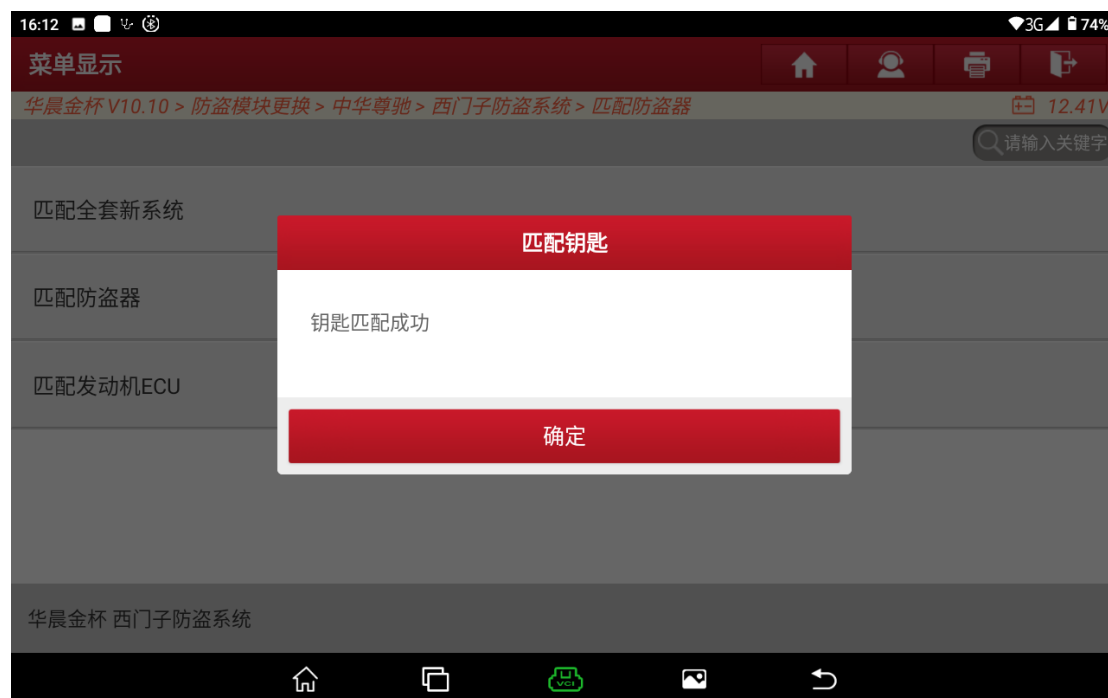 16:12 3G 74%
菜单显示
华晨金杯 V10.10 > 防盗模块更换 > 中华尊驰 > 西门子防盗系统 > 匹配防盗器 12.41V
请输入关键字
匹配全套新系统
匹配钥匙
匹配防盗器
钥匙匹配成功
匹配发动机ECU
确定
华晨金杯 西门子防盗系统
VCI